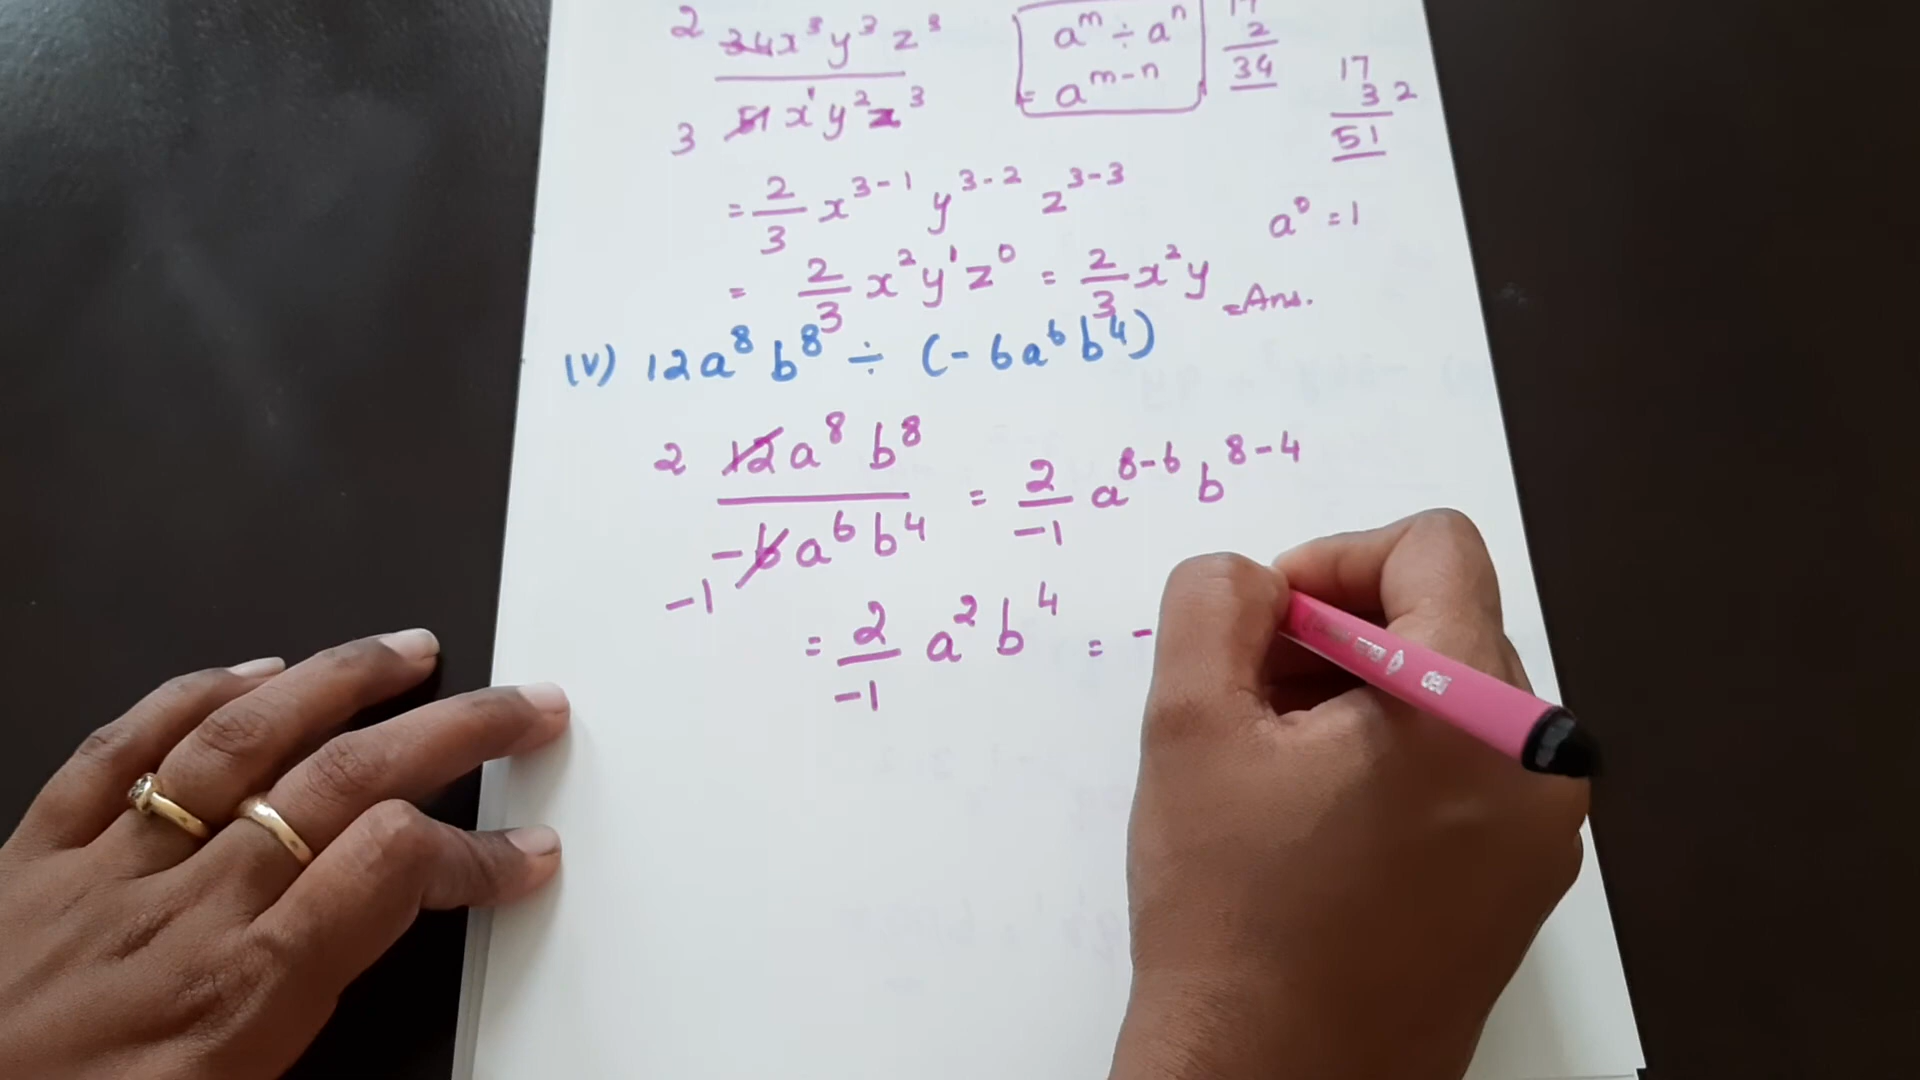 2 34x³y³z³ / 3 51x¹y²z³
aᵐ ÷ aⁿ
= aᵐ⁻ⁿ
17
2
34
17
3 2
51
= 2/3 x³⁻¹ y³⁻² z³⁻³
a⁰ = 1
= 2/3 x²y¹z⁰ = 2/3 x²y = Ans.
(V) 12a⁸b⁸ ÷ (-6a⁶b⁴)
2 12a⁸b⁸ / -1 -6a⁶b⁴ = 2/-1 a⁸⁻⁶ b⁸⁻⁴
= 2/-1 a²b⁴ = -